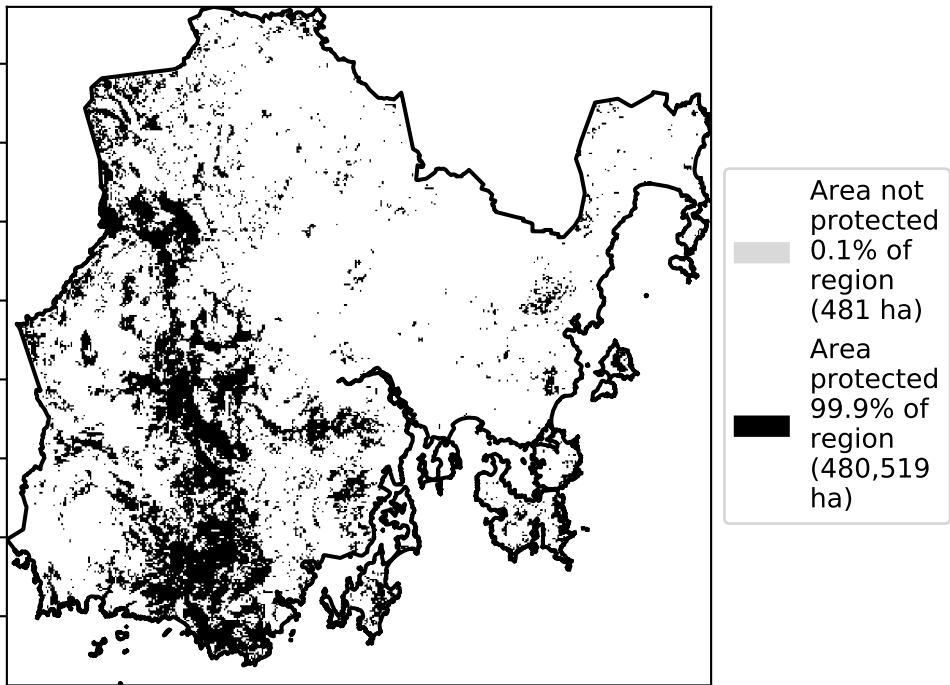 Area not
protected
0.1% of
region
(481 ha)
Area
protected
99.9% of
region
(480,519
ha)